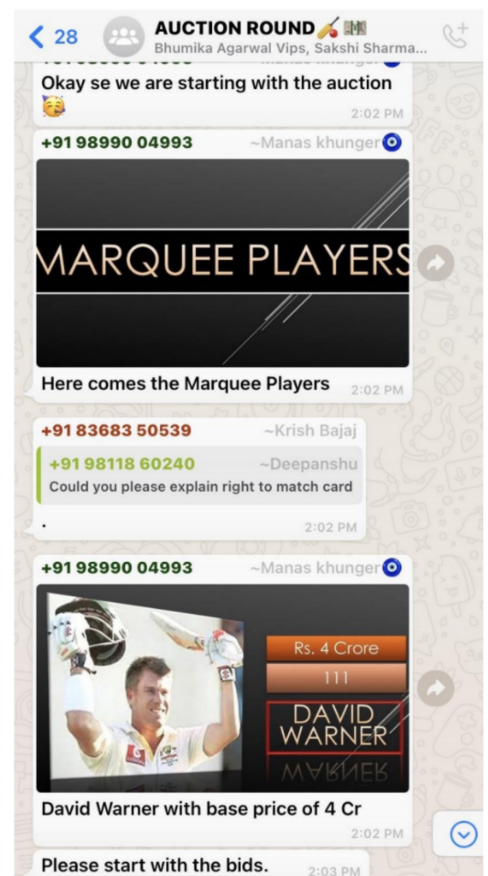 28
AUCTION ROUND🏏💵
Bhumika Agarwal Vips, Sakshi Sharma...
Okay se we are starting with the auction
🥳
2:02 PM
+91 98990 04993 ~Manas khunger🧿
MARQUEE PLAYERS
Here comes the Marquee Players
2:02 PM
+91 83683 50539 ~Krish Bajaj
+91 98118 60240 ~Deepanshu
Could you please explain right to match card
.
2:02 PM
+91 98990 04993 ~Manas khunger🧿
Rs. 4 Crore
111
DAVID
WARNER
WARNER
David Warner with base price of 4 Cr
2:02 PM
Please start with the bids.
2:03 PM